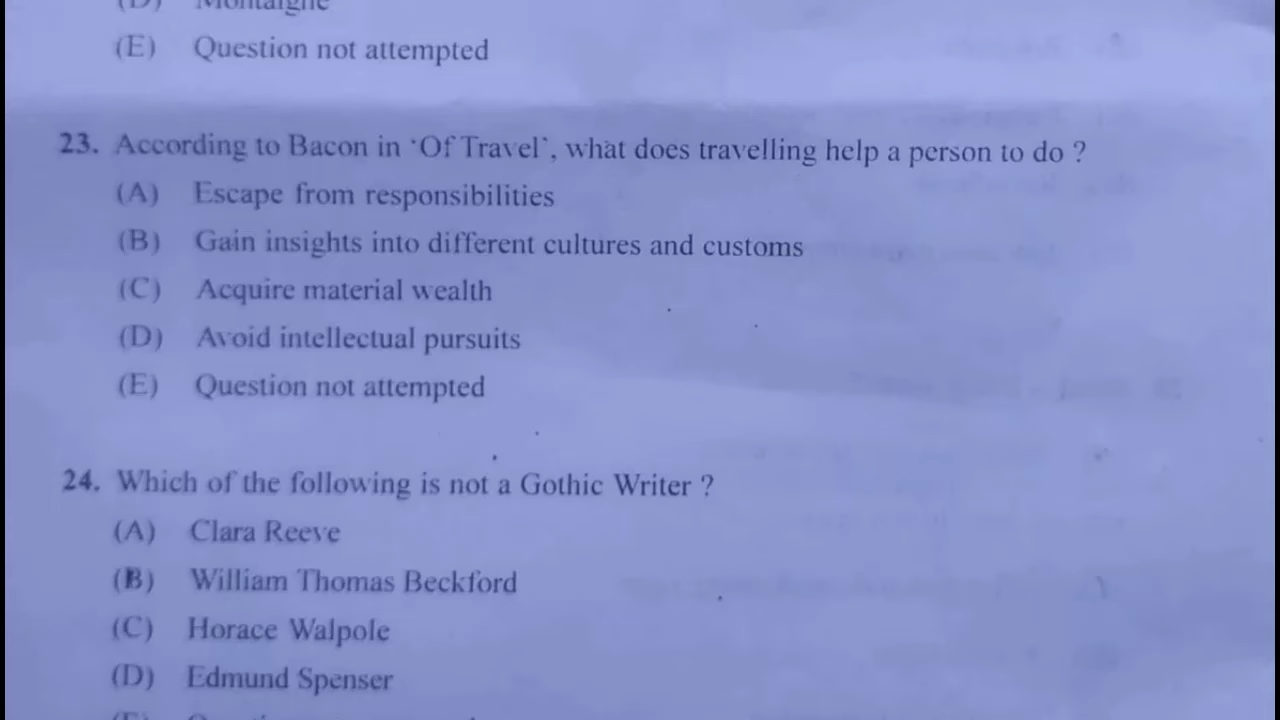 (D) Montaigne
(E) Question not attempted
23. According to Bacon in 'Of Travel', what does travelling help a person to do ?
(A) Escape from responsibilities
(B) Gain insights into different cultures and customs
(C) Acquire material wealth
(D) Avoid intellectual pursuits
(E) Question not attempted
24. Which of the following is not a Gothic Writer ?
(A) Clara Reeve
(B) William Thomas Beckford
(C) Horace Walpole
(D) Edmund Spenser